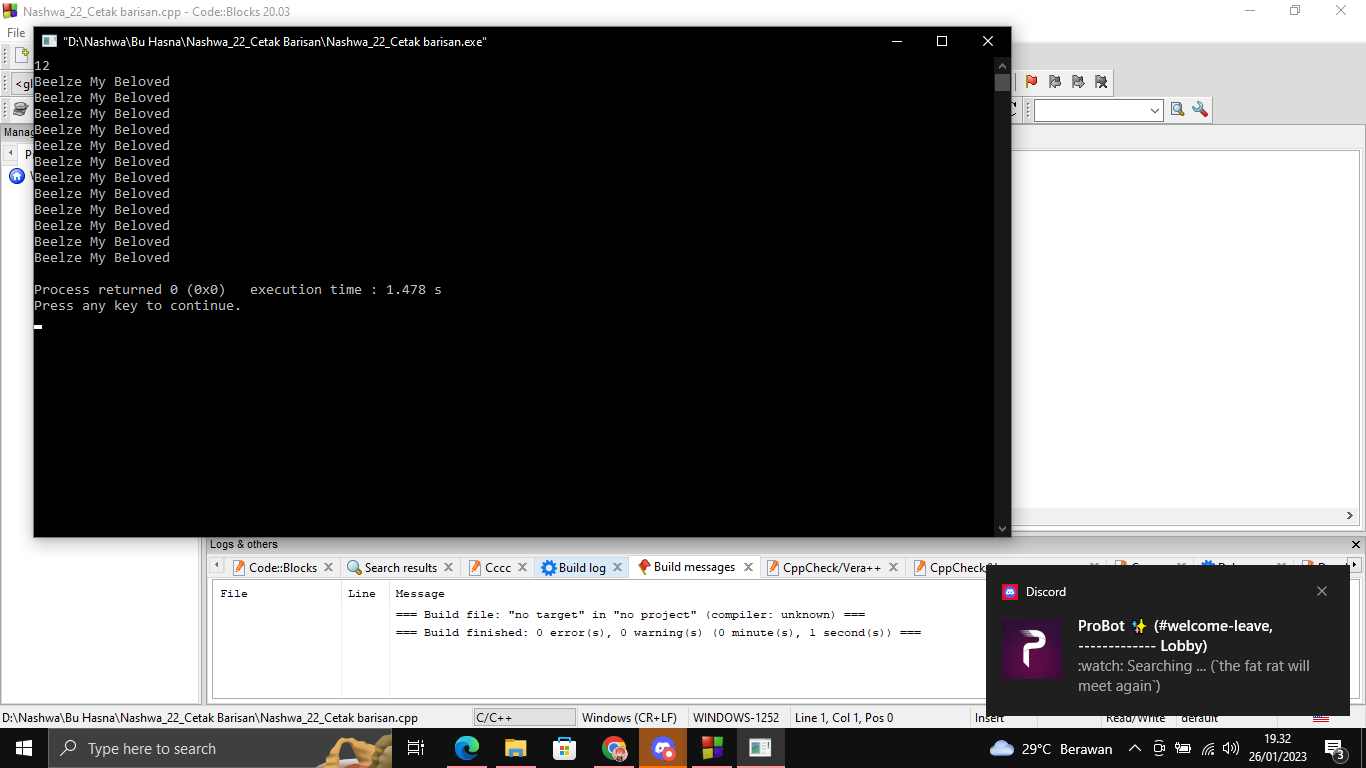 Nashwa_22_Cetak barisan.cpp - Code::Blocks 20.03
File
"D:\Nashwa\Bu Hasna\Nashwa_22_Cetak Barisan\Nashwa_22_Cetak barisan.exe"
12
Beelze My Beloved
Beelze My Beloved
Beelze My Beloved
Beelze My Beloved
Beelze My Beloved
Beelze My Beloved
Beelze My Beloved
Beelze My Beloved
Beelze My Beloved
Beelze My Beloved
Beelze My Beloved
Beelze My Beloved
Process returned 0 (0x0) execution time : 1.478 s
Press any key to continue.
<gl
Manag
P
Logs & others
Code::Blocks Search results Cccc Build log Build messages CppCheck/Vera++ CppCheck/
File Line Message
=== Build file: "no target" in "no project" (compiler: unknown) ===
=== Build finished: 0 error(s), 0 warning(s) (0 minute(s), 1 second(s)) ===
Discord
ProBot ✨ (#welcome-leave,
------------- Lobby)
:watch: Searching ... (`the fat rat will
meet again`)
D:\Nashwa\Bu Hasna\Nashwa_22_Cetak Barisan\Nashwa_22_Cetak barisan.cpp C/C++ Windows (CR+LF) WINDOWS-1252 Line 1, Col 1, Pos 0 Insert Read/Write default
Type here to search
29°C Berawan
19.32
26/01/2023
3